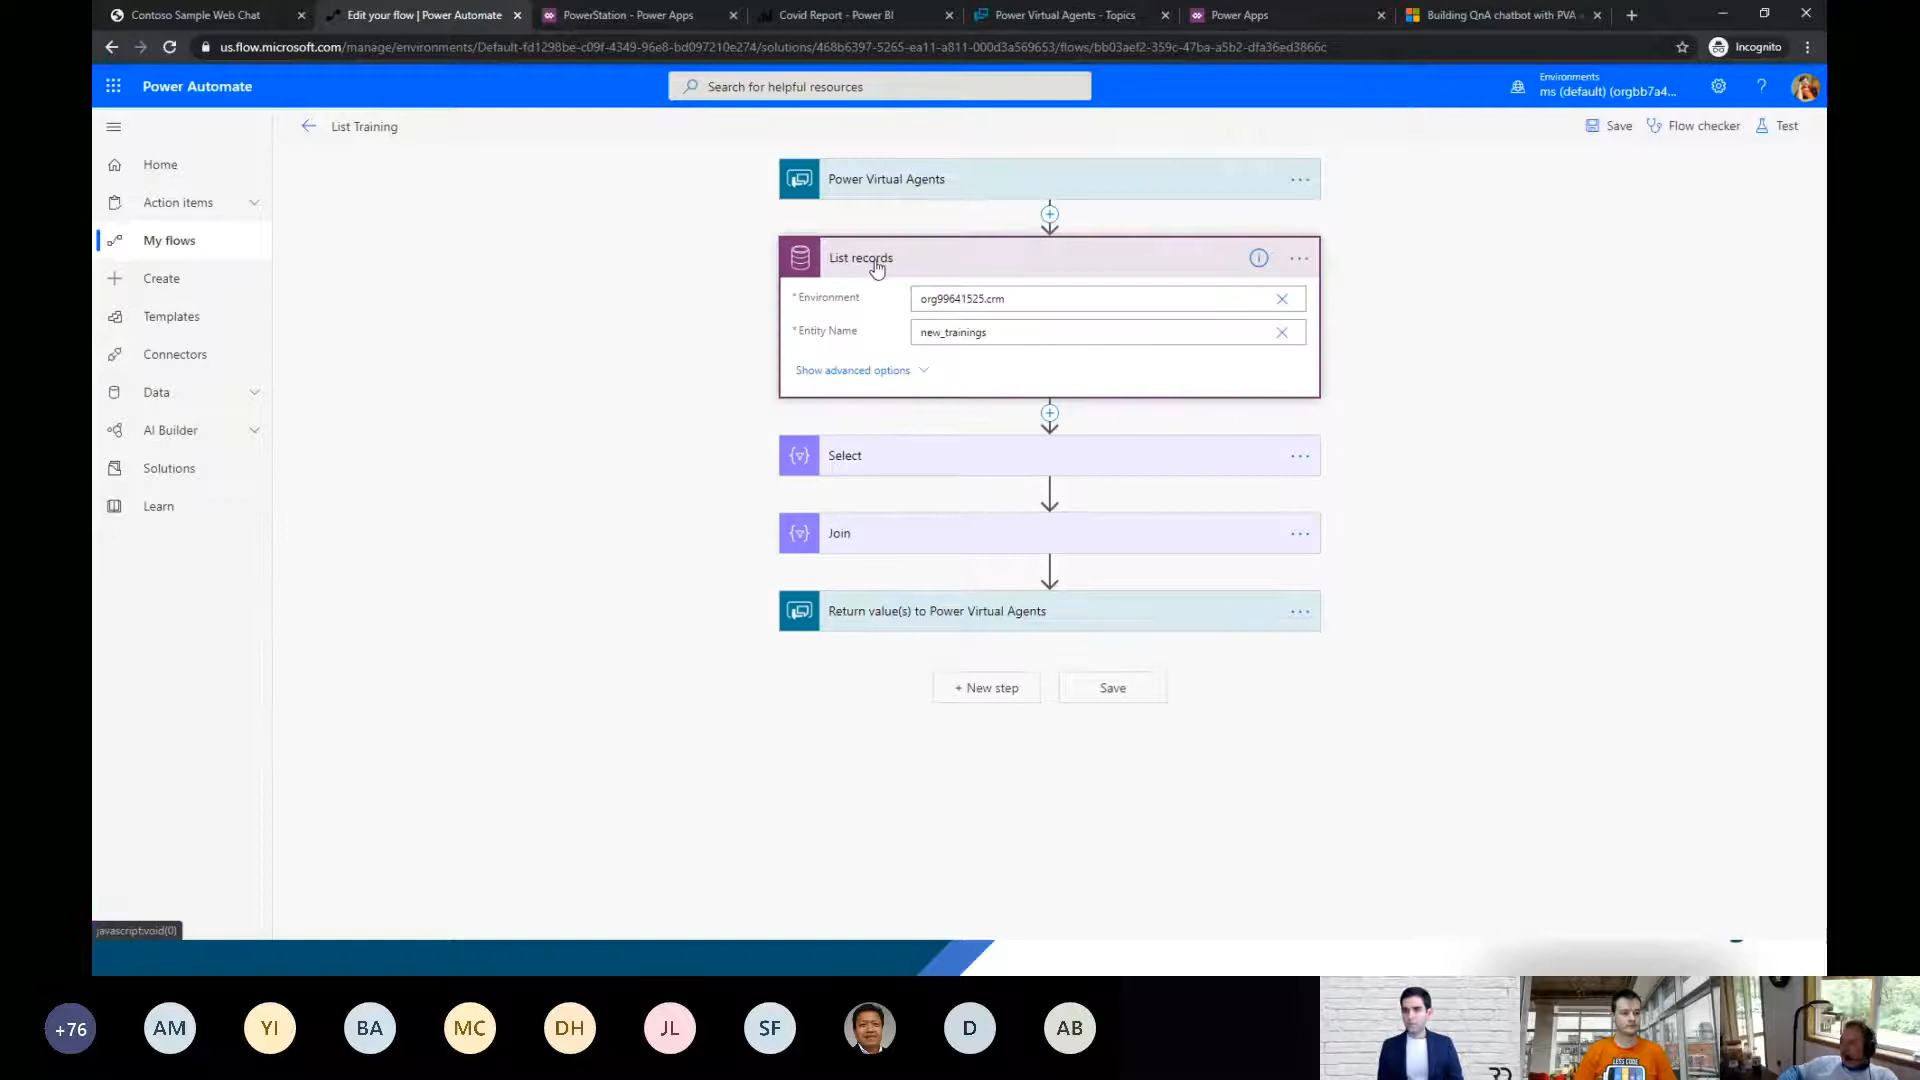 Contoso Sample Web Chat
Edit your flow | Power Automate
PowerStation - Power Apps
Covid Report - Power BI
Power Virtual Agents - Topics
Power Apps
Building QnA chatbot with PVA
us.flow.microsoft.com/manage/environments/Default-fd1298be-c09f-4349-96e8-bd097210e274/solutions/468b6397-5265-ea11-a811-000d3a569653/flows/bb03aef2-359c-47ba-a5b2-dfa36ed3866c
Incognito
Power Automate
Search for helpful resources
Environments
ms (default) (orgbb7a4...
List Training
Save
Flow checker
Test
Home
Action items
My flows
Create
Templates
Connectors
Data
AI Builder
Solutions
Learn
Power Virtual Agents
List records
* Environment
org99641525.crm
* Entity Name
new_trainings
Show advanced options
Select
Join
Return value(s) to Power Virtual Agents
+ New step
Save
javascript:void(0)
+76
AM
YI
BA
MC
DH
JL
SF
D
AB
LESS CODE